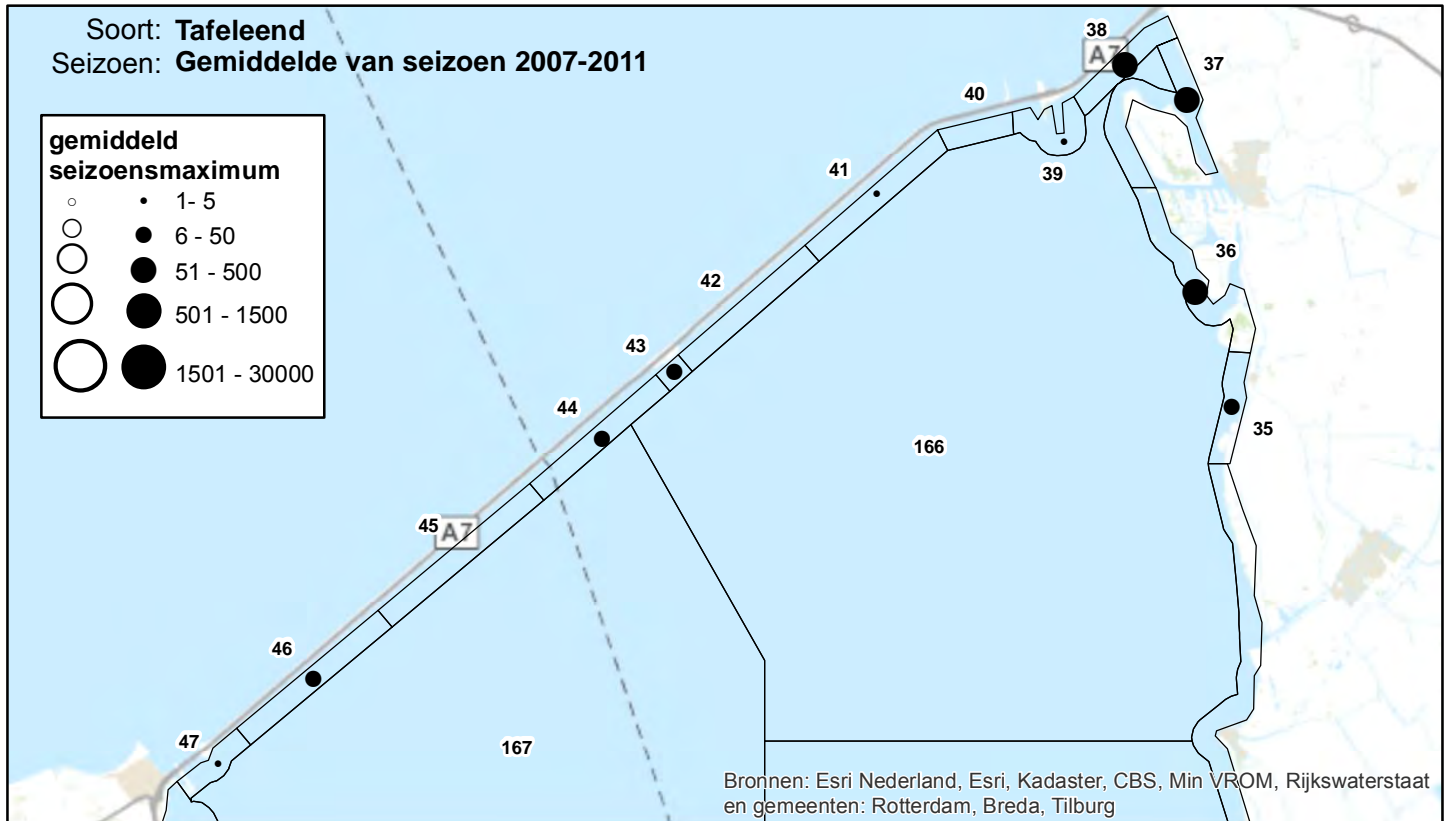 Soort: Tafeleend
Seizoen: Gemiddelde van seizoen 2007-2011
gemiddeld
seizoensmaximum
1- 5
6 - 50
51 - 500
501 - 1500
1501 - 30000
38
A7
37
40
39
41
36
42
43
44
35
166
45
A7
46
47
167
Bronnen: Esri Nederland, Esri, Kadaster, CBS, Min VROM, Rijkswaterstaat
en gemeenten: Rotterdam, Breda, Tilburg